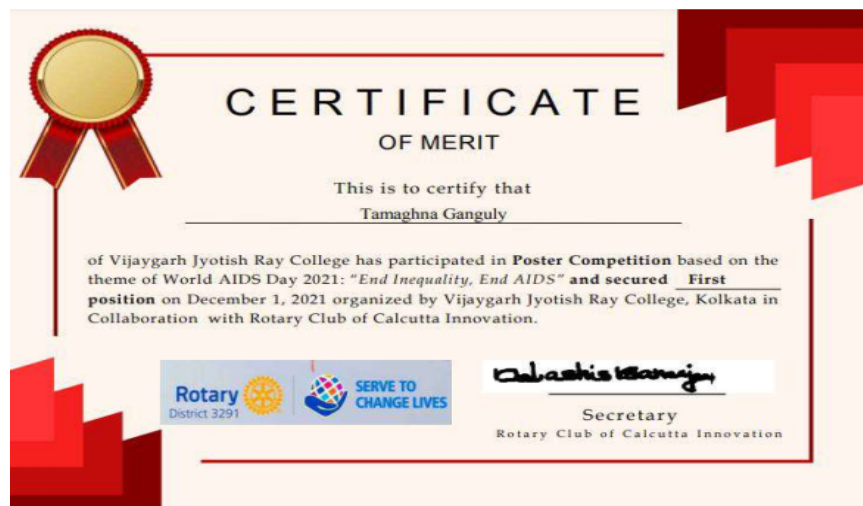 CERTIFICATE
OF MERIT
This is to certify that
Tamaghna Ganguly
of Vijaygarh Jyotish Ray College has participated in Poster Competition based on the
theme of World AIDS Day 2021: “End Inequality, End AIDS” and secured First
position on December 1, 2021 organized by Vijaygarh Jyotish Ray College, Kolkata in
Collaboration with Rotary Club of Calcutta Innovation.
Rotary
District 3291
SERVE TO
CHANGE LIVES
Secretary
Rotary Club of Calcutta Innovation